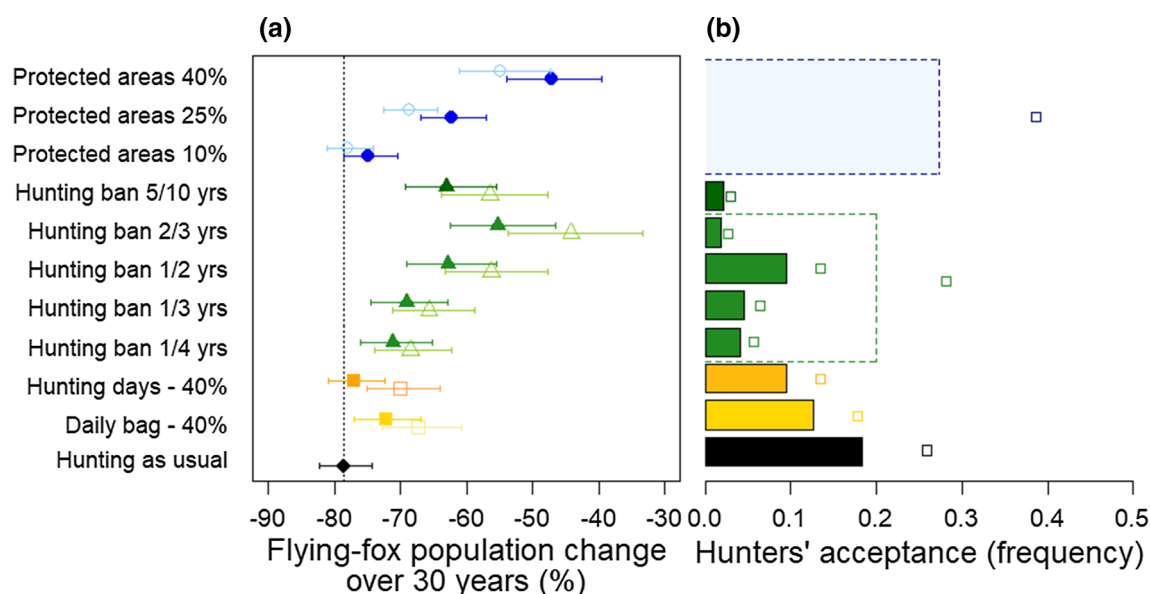 (a)
(b)
Protected areas 40%
Protected areas 25%
Protected areas 10%
Hunting ban 5/10 yrs
Hunting ban 2/3 yrs
Hunting ban 1/2 yrs
Hunting ban 1/3 yrs
Hunting ban 1/4 yrs
Hunting days - 40%
Daily bag - 40%
Hunting as usual
-90 -80 -70 -60 -50 -40 -30
Flying-fox population change
over 30 years (%)
0.0 0.1 0.2 0.3 0.4 0.5
Hunters' acceptance (frequency)